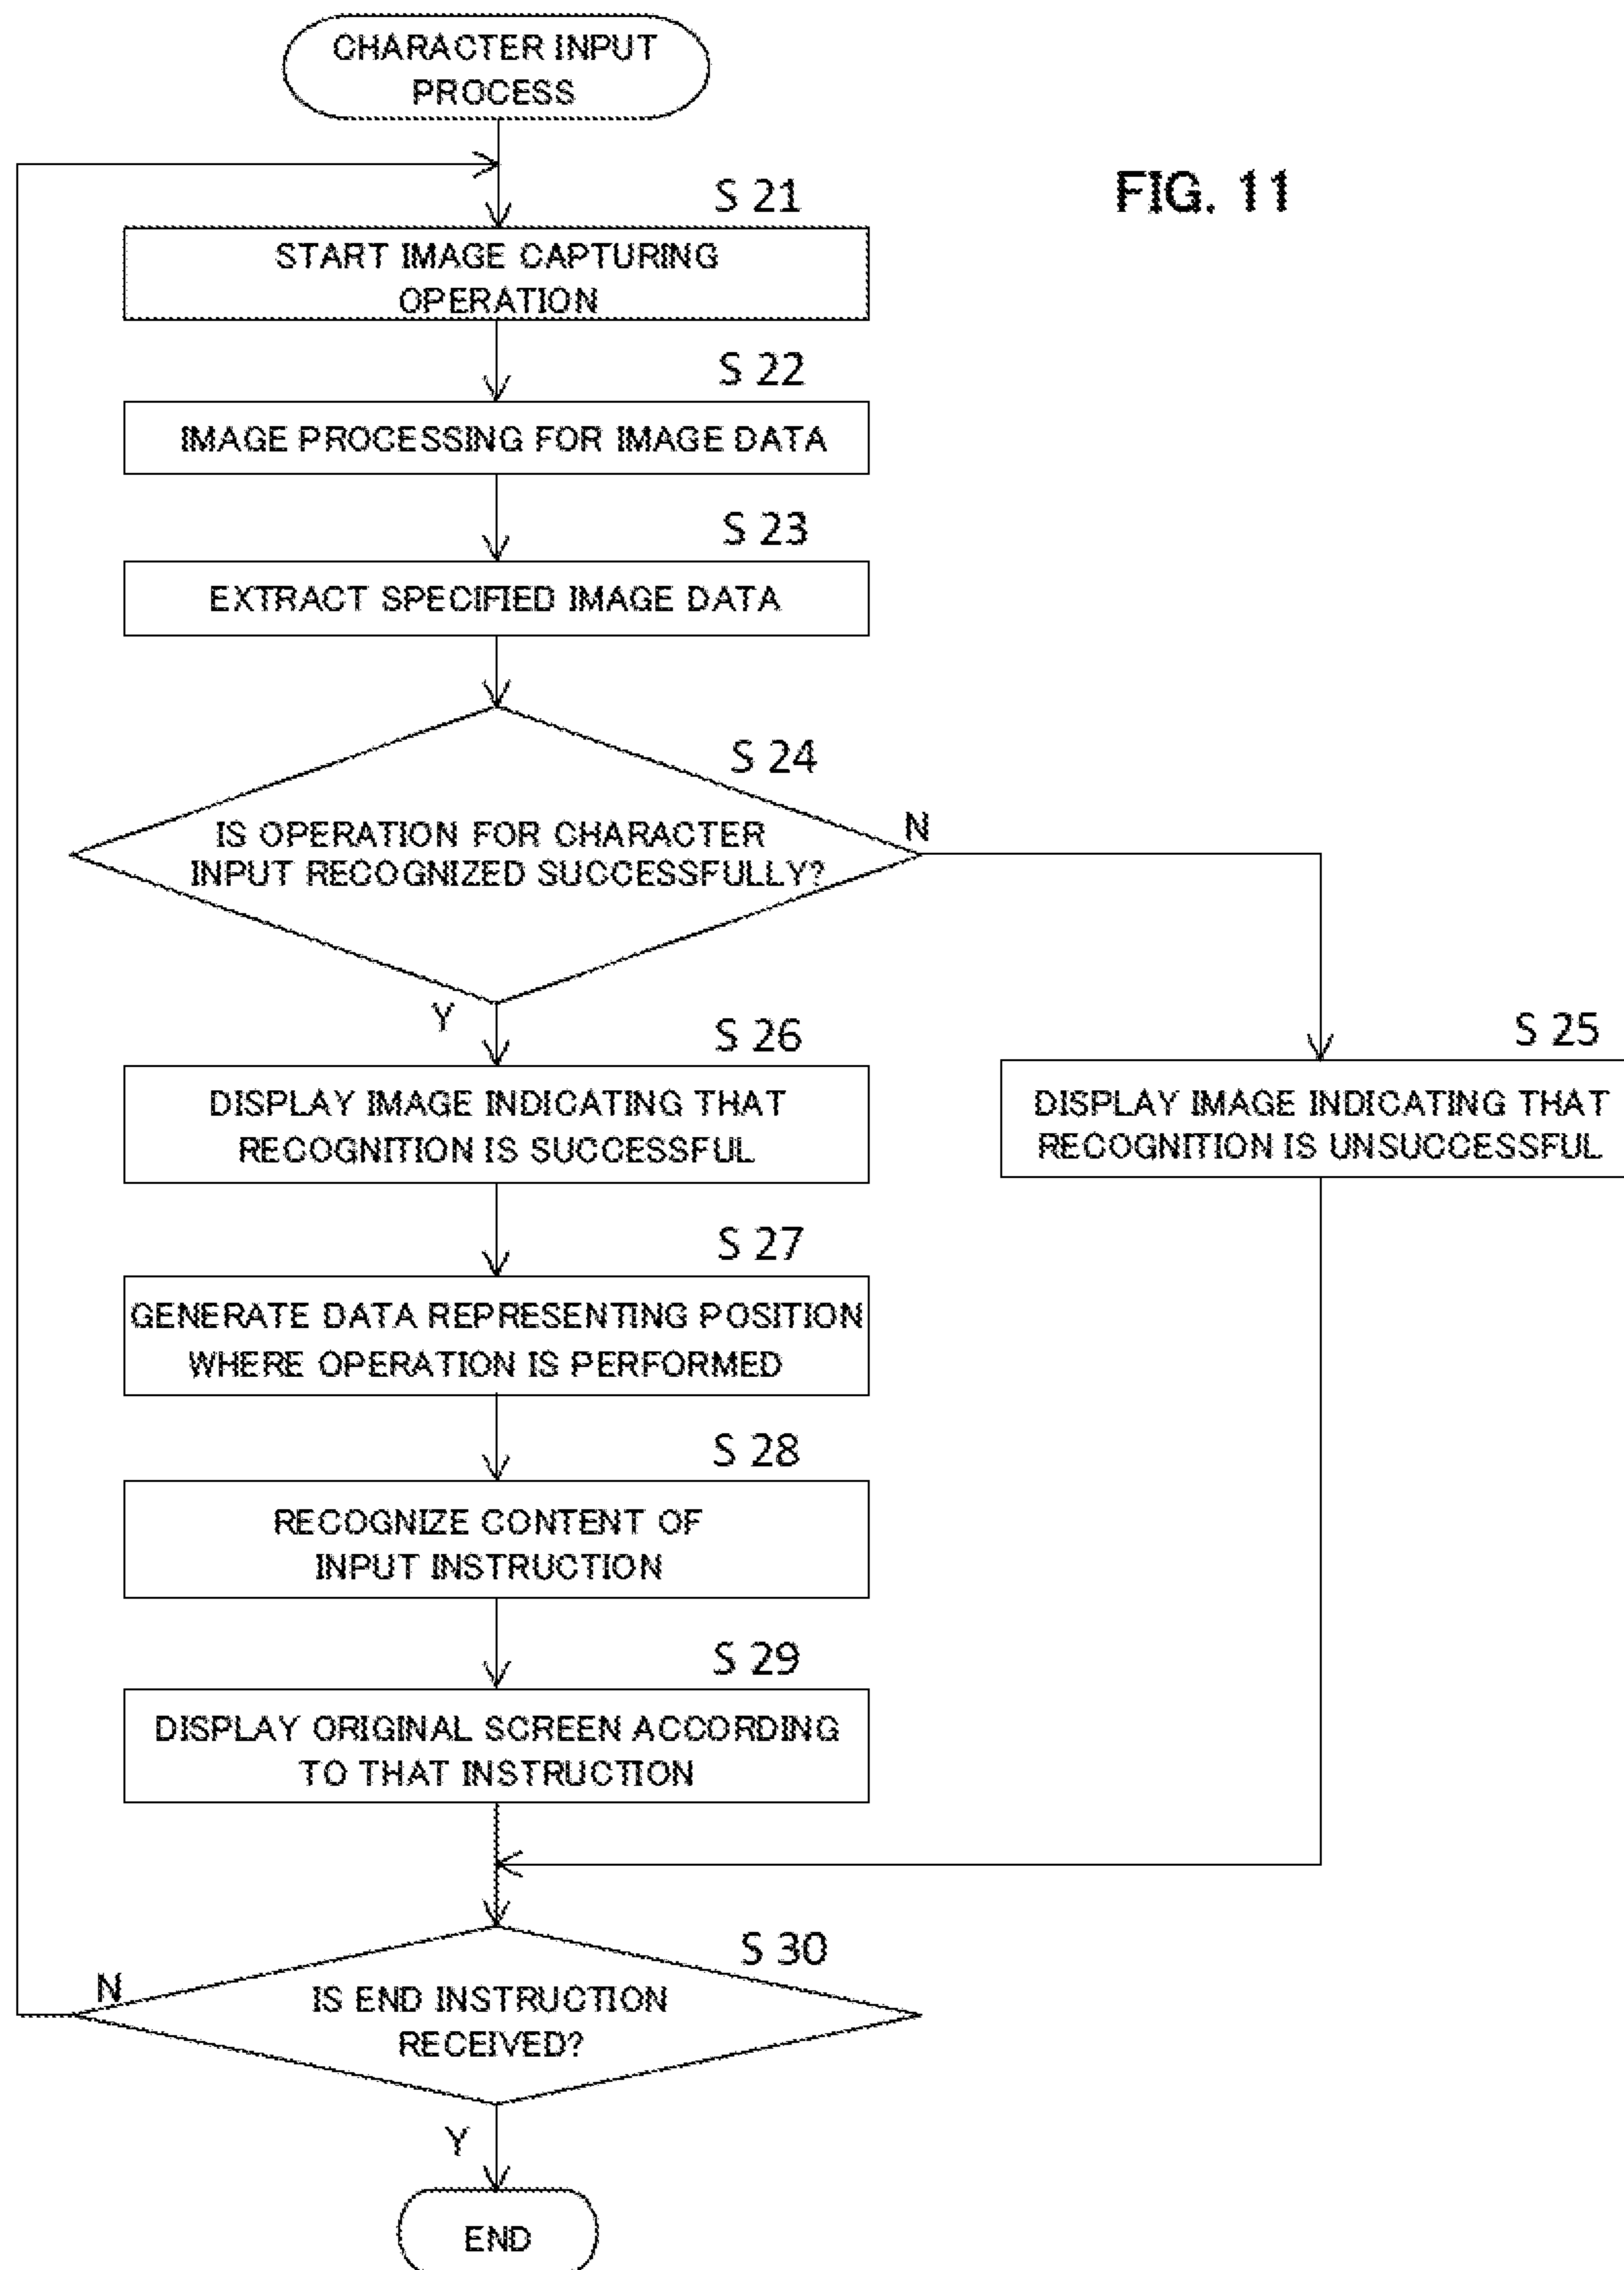 CHARACTER INPUT
PROCESS
FIG. 11
S 21
START IMAGE CAPTURING
OPERATION
S 22
IMAGE PROCESSING FOR IMAGE DATA
S 23
EXTRACT SPECIFIED IMAGE DATA
S 24
IS OPERATION FOR CHARACTER
INPUT RECOGNIZED SUCCESSFULLY?
N
Y
S 26
DISPLAY IMAGE INDICATING THAT
RECOGNITION IS SUCCESSFUL
S 25
DISPLAY IMAGE INDICATING THAT
RECOGNITION IS UNSUCCESSFUL
S 27
GENERATE DATA REPRESENTING POSITION
WHERE OPERATION IS PERFORMED
S 28
RECOGNIZE CONTENT OF
INPUT INSTRUCTION
S 29
DISPLAY ORIGINAL SCREEN ACCORDING
TO THAT INSTRUCTION
S 30
N
IS END INSTRUCTION
RECEIVED?
Y
END